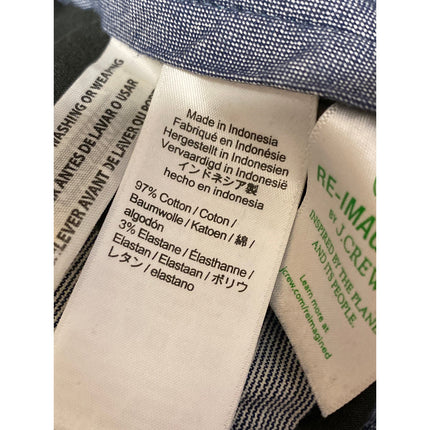 WASHING OR WEARING
ANTES DE LAVAR O USAR
LEVER AVANT DE LAVER OU
Made in Indonesia
Fabriqué en Indonésie
Hergestellt in Indonesien
Vervaardigd in Indonesië
インドネシア製
hecho en indonesia
97% Cotton / Coton /
Baumwolle / Katoen / 綿 /
algodón
3% Elastane / Élasthanne /
Elastan / Elastaan / ポリウ
レタン / elastano
RE-IMAG
BY J.CREW
INSPIRED BY THE PLANE
AND ITS PEOPLE.
Learn more at
jcrew.com/reimagined